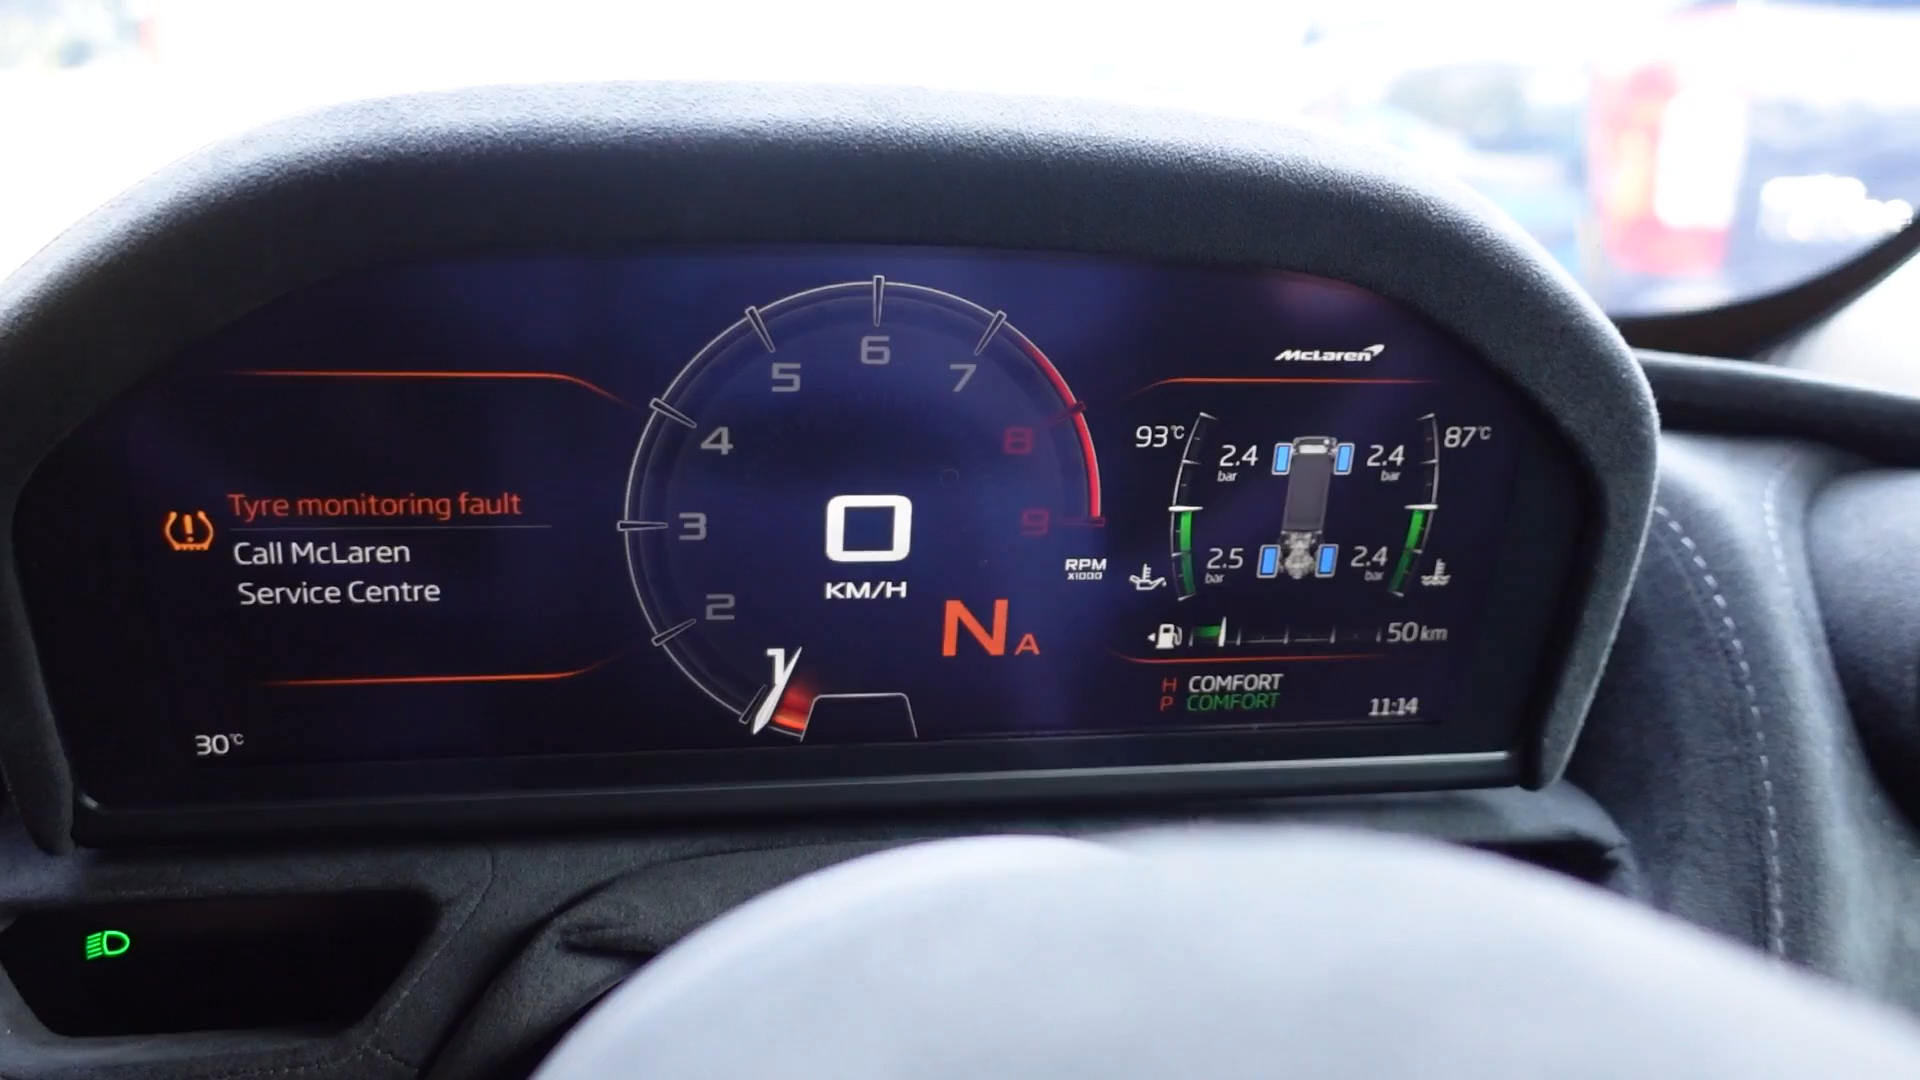 McLaren
Tyre monitoring fault
Call McLaren
Service Centre
30°C
1
2
3
4
5
6
7
8
9
RPM
X1000
0
KM/H
N A
93°C
87°C
2.4
bar
2.4
bar
2.5
bar
2.4
bar
50 km
H COMFORT
P COMFORT
11:14